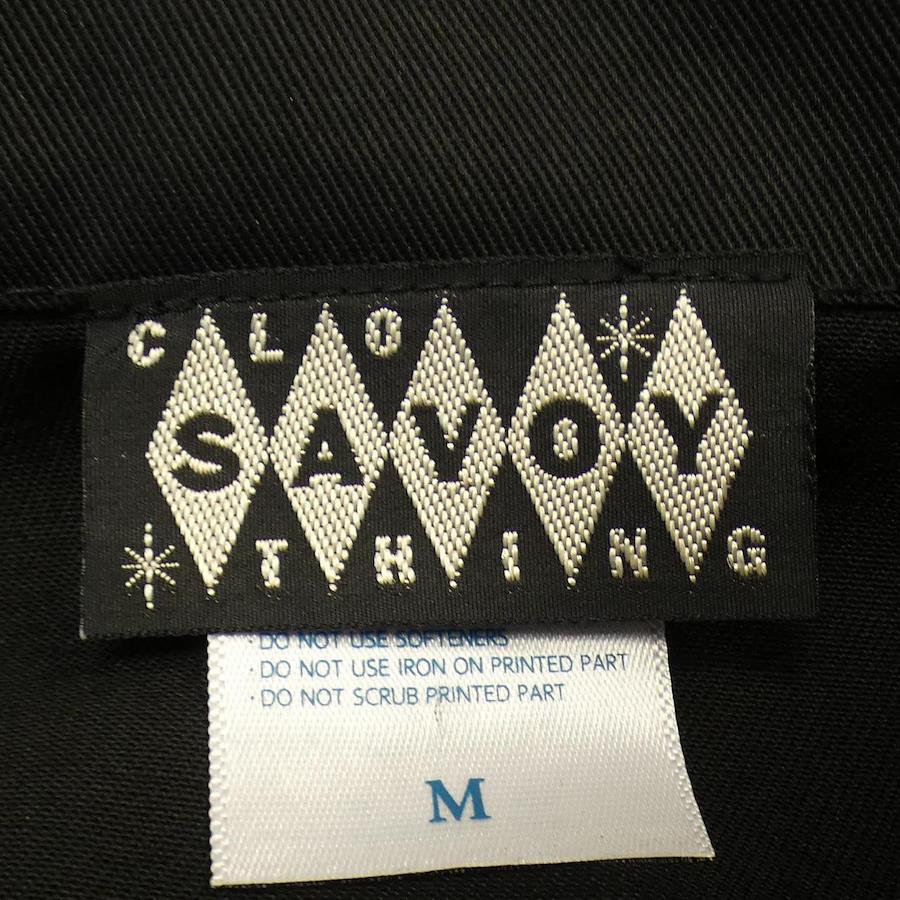 CLO
SAVOY
THING
·DO NOT USE SOFTENERS
·DO NOT USE IRON ON PRINTED PART
·DO NOT SCRUB PRINTED PART
M